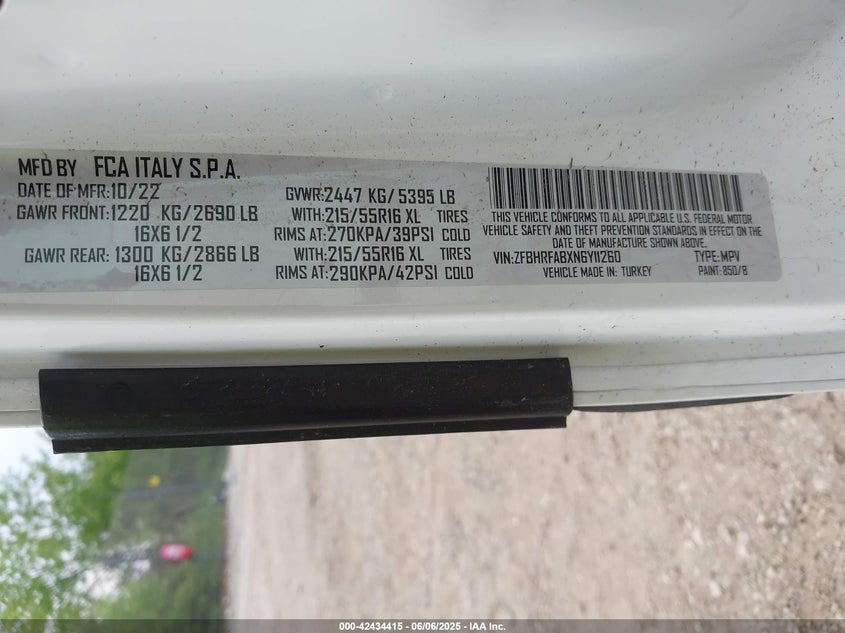 MFD BY FCA ITALY S.P.A.
DATE OF MFR:10/22 GVWR:2447 KG/ 5395 LB
GAWR FRONT:1220 KG/2690 LB WITH:215/55R16 XL TIRES
16X6 1/2 RIMS AT:270KPA/39PSI COLD
GAWR REAR: 1300 KG/2866 LB WITH:215/55R16 XL TIRES
16X6 1/2 RIMS AT:290KPA/42PSI COLD
THIS VEHICLE CONFORMS TO ALL APPLICABLE U.S. FEDERAL MOTOR
VEHICLE SAFETY AND THEFT PREVENTION STANDARDS IN EFFECT ON THE
DATE OF MANUFACTURE SHOWN ABOVE.
VIN:ZFBHRFABXN6Y11260 TYPE:MPV
VEHICLE MADE IN: TURKEY PAINT: 850/8
000-42434415 - 06/06/2025 - IAA Inc.